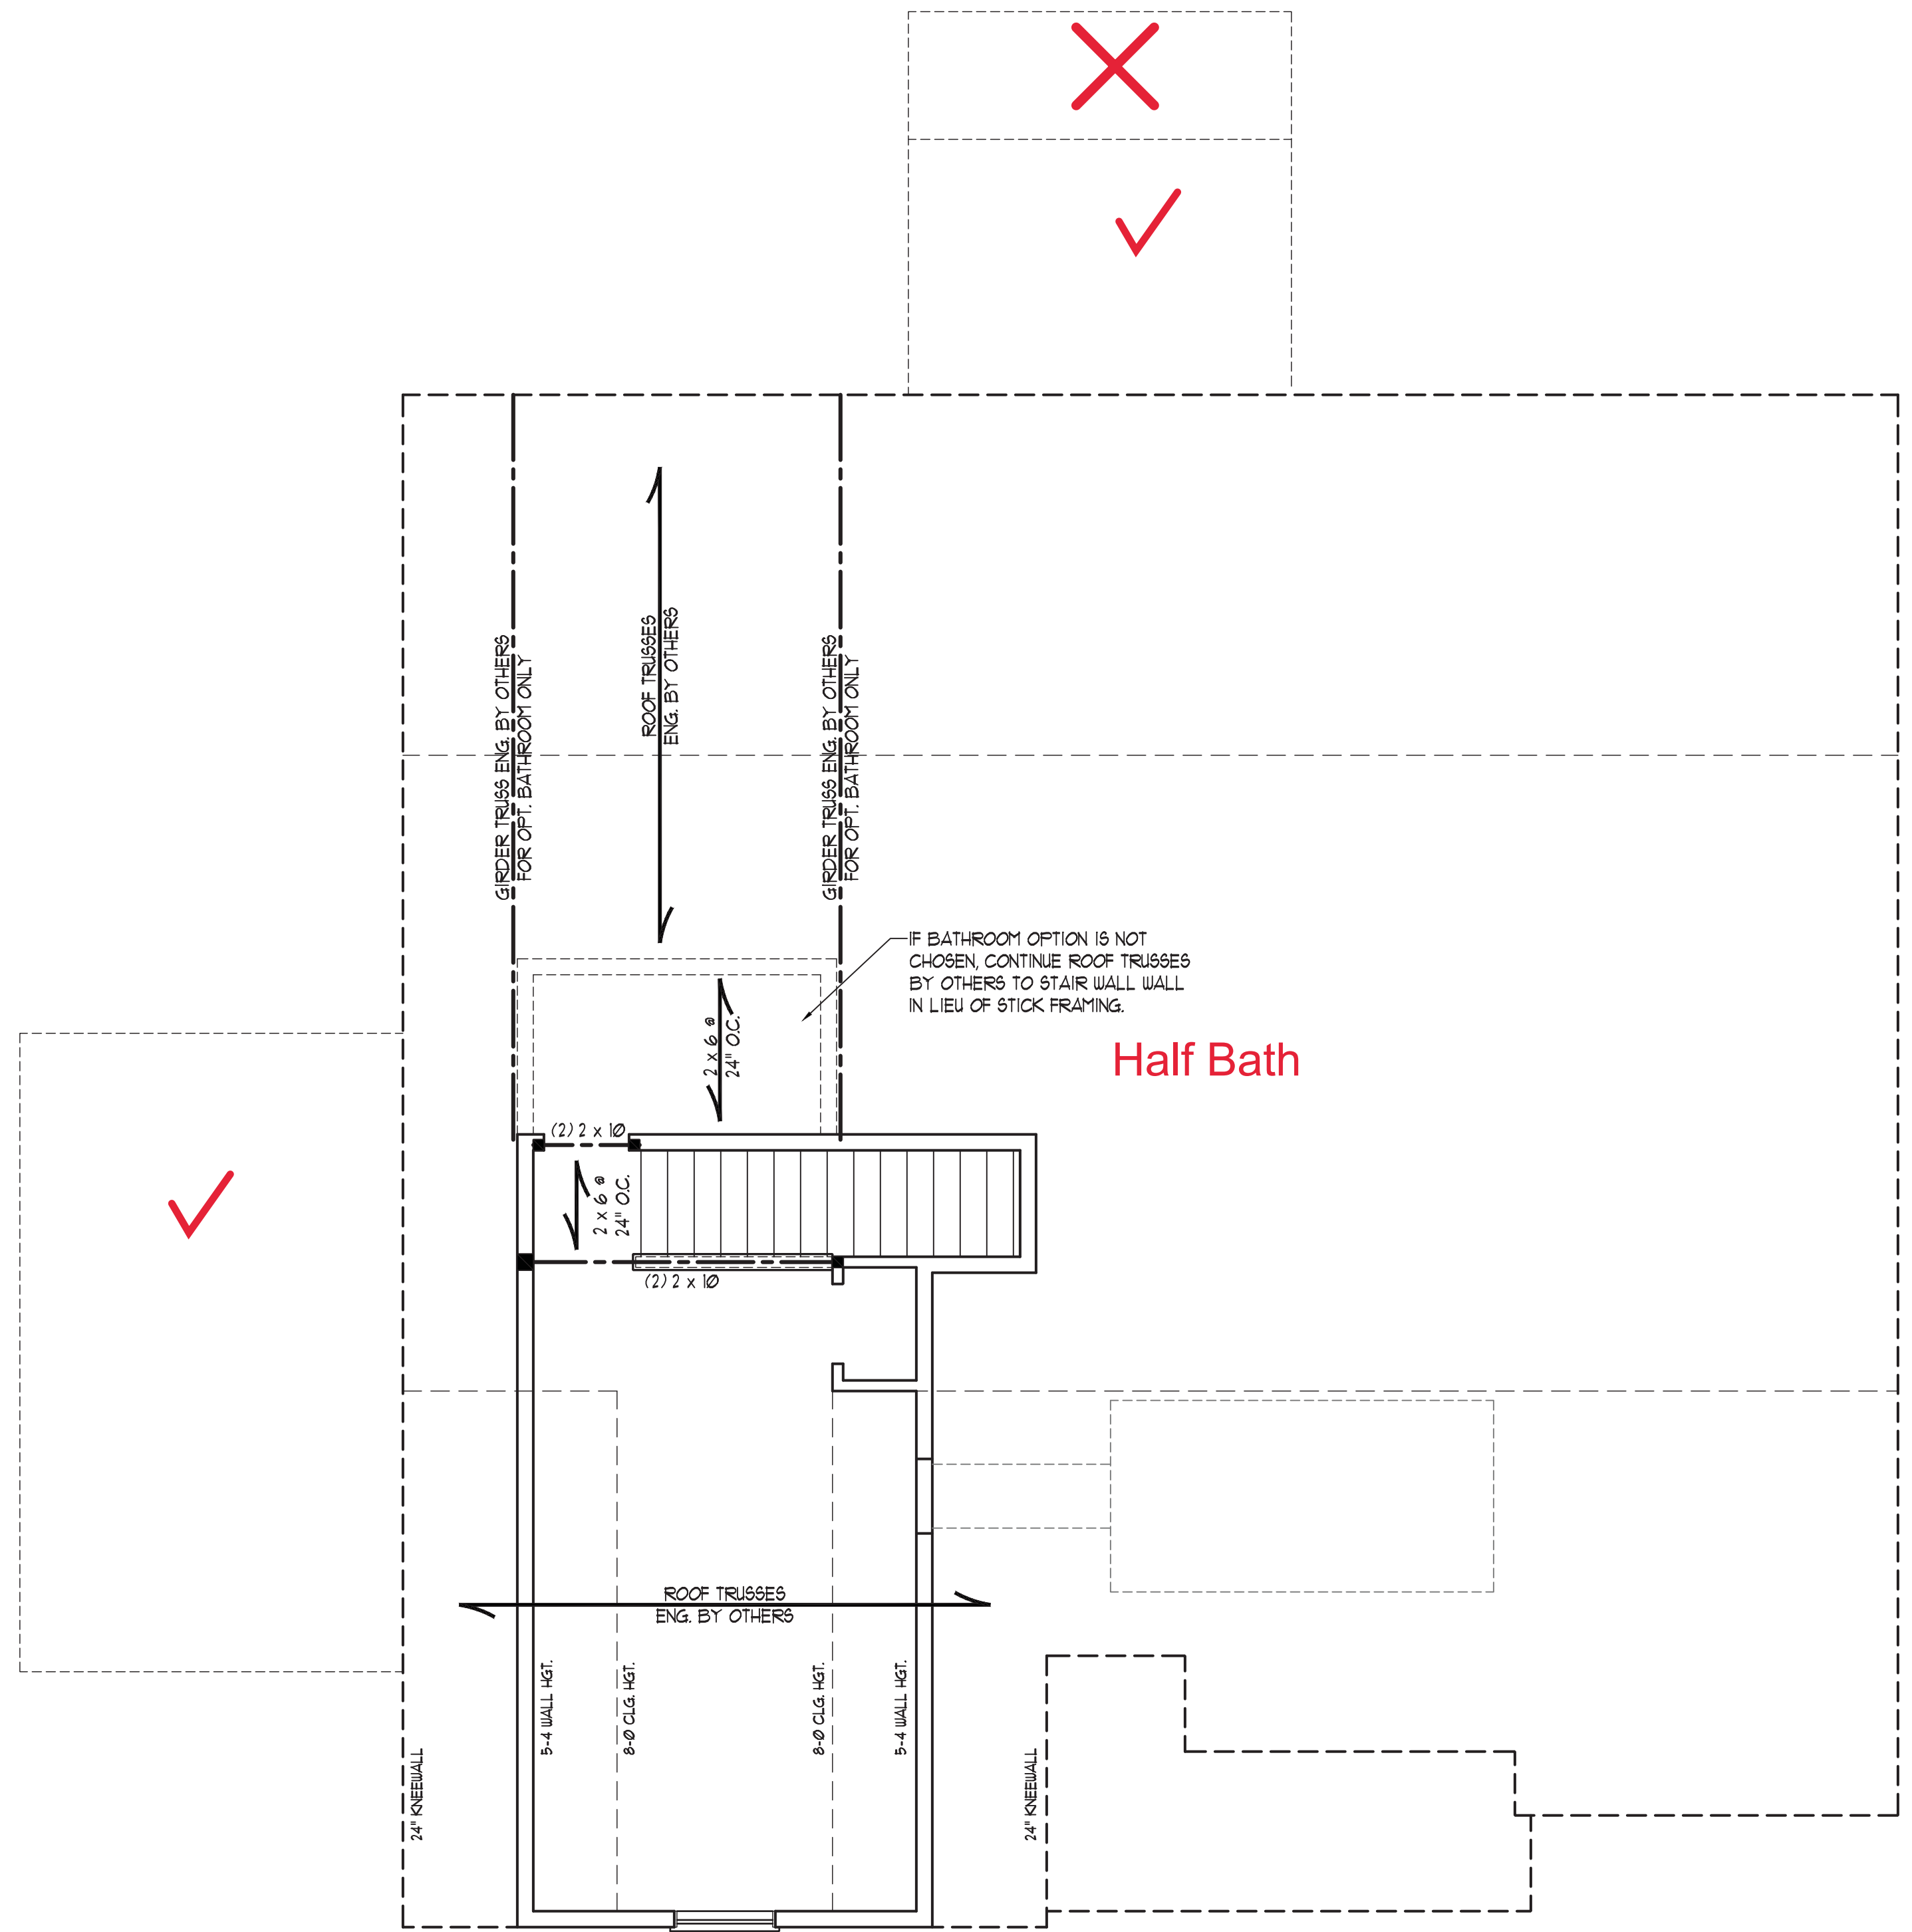 GIRDER TRUSS ENG. BY OTHERS
FOR OPT. BATHROOM ONLY
ROOF TRUSSES
ENG. BY OTHERS
GIRDER TRUSS ENG. BY OTHERS
FOR OPT. BATHROOM ONLY
IF BATHROOM OPTION IS NOT
CHOSEN, CONTINUE ROOF TRUSSES
BY OTHERS TO STAIR WALL WALL
IN LIEU OF STICK FRAMING.
2 x 6 @
24" O.C.
Half Bath
(2) 2 x 10
2 x 6 @
24" O.C.
(2) 2 x 10
ROOF TRUSSES
ENG. BY OTHERS
5-4 WALL HGT.
8-0 CLG. HGT.
8-0 CLG. HGT.
5-4 WALL HGT.
24" KNEEWALL
24" KNEEWALL